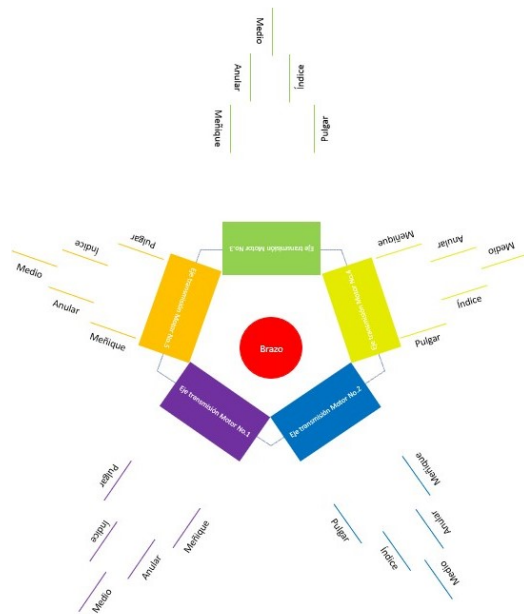 Medio
Anular
Índice
Meñique
Pulgar
Eje transmisión Motor No.3
Pulgar
Índice
Medio
Anular
Meñique
Eje transmisión Motor No.5
Meñique
Anular
Medio
Índice
Pulgar
Eje transmisión Motor No.4
Brazo
Eje transmisión Motor No.1
Eje transmisión Motor No.2
Pulgar
Índice
Medio
Anular
Meñique
Meñique
Anular
Medio
Índice
Pulgar